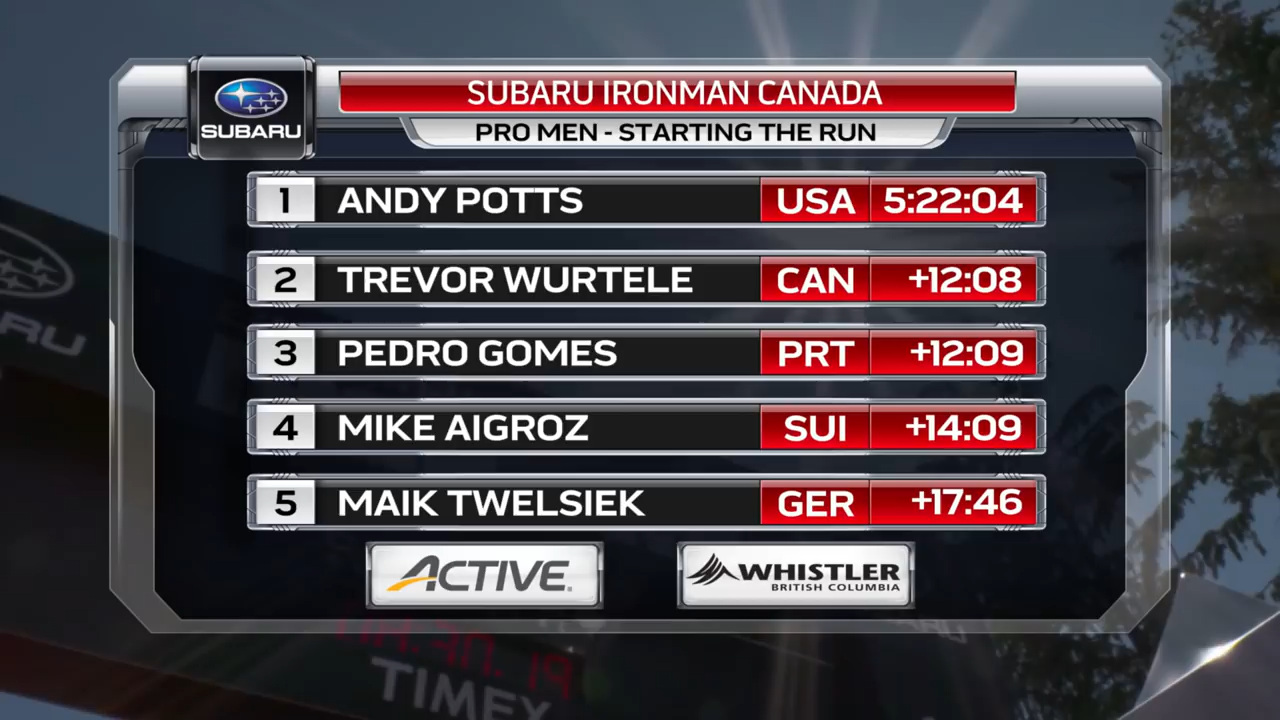 SUBARU
SUBARU IRONMAN CANADA
PRO MEN - STARTING THE RUN
1 ANDY POTTS USA 5:22:04
2 TREVOR WURTELE CAN +12:08
3 PEDRO GOMES PRT +12:09
4 MIKE AIGROZ SUI +14:09
5 MAIK TWELSIEK GER +17:46
ACTIVE
WHISTLER
BRITISH COLUMBIA
TIMEX